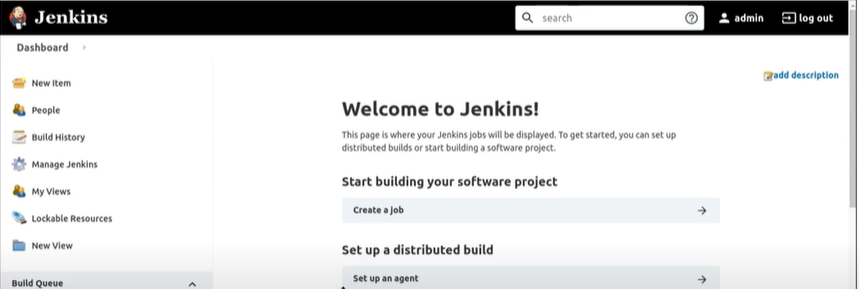 Jenkins
search
admin
log out
Dashboard
add description
New Item
People
Build History
Manage Jenkins
My Views
Lockable Resources
New View
Build Queue
Welcome to Jenkins!
This page is where your Jenkins jobs will be displayed. To get started, you can set up
distributed builds or start building a software project.
Start building your software project
Create a job
Set up a distributed build
Set up an agent